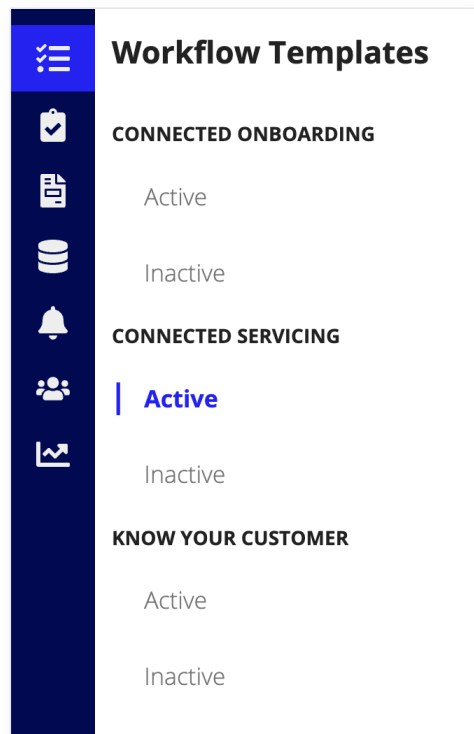 Workflow Templates
CONNECTED ONBOARDING
Active
Inactive
CONNECTED SERVICING
Active
Inactive
KNOW YOUR CUSTOMER
Active
Inactive